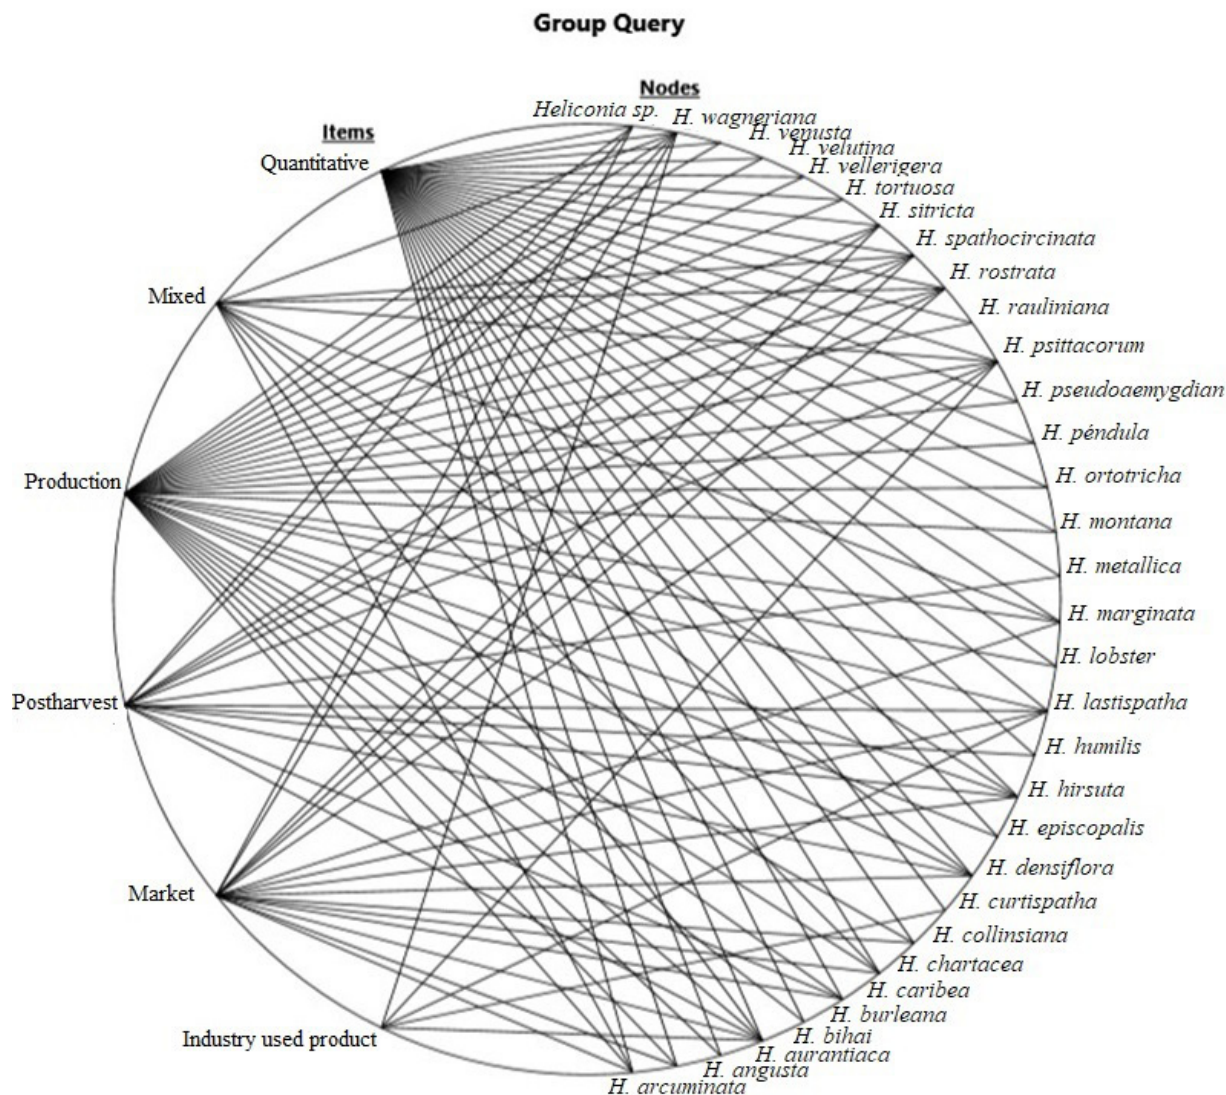 Group Query
Nodes
Items
Heliconia sp.
H. wagneriana
H. venusta
H. velutina
H. vellerigera
H. tortuosa
H. sitricta
H. spathocircinata
H. rostrata
H. rauliniana
H. psittacorum
H. pseudoaemygdian
H. péndula
H. ortotricha
H. montana
H. metallica
H. marginata
H. lobster
H. lastispatha
H. humilis
H. hirsuta
H. episcopalis
H. densiflora
H. curtispatha
H. collinsiana
H. chartacea
H. caribea
H. burleana
H. bihai
H. aurantiaca
H. angusta
H. arcuminata
Quantitative
Mixed
Production
Postharvest
Market
Industry used product